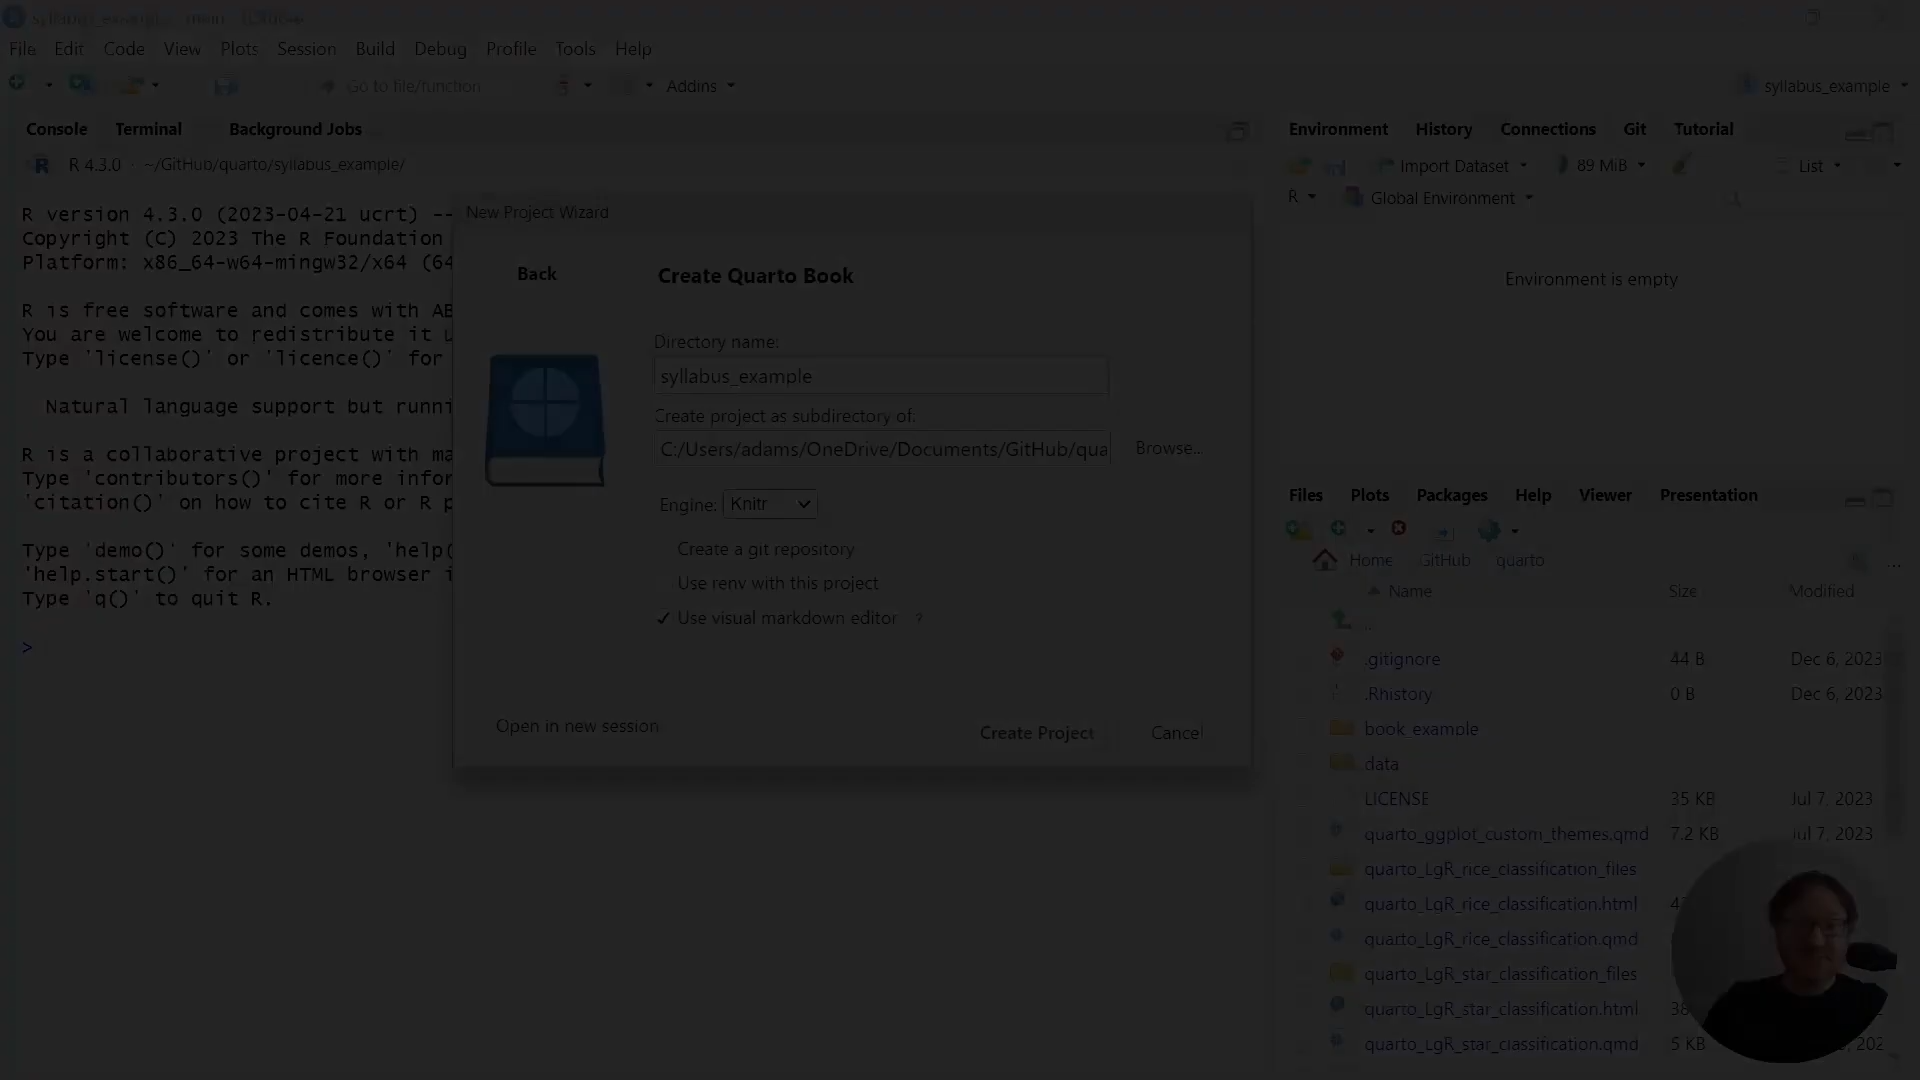 File Edit Code View Plots Session Build Debug Profile Tools Help
Go to file/function Addins syllabus_example
Console Terminal Background Jobs
R 4.3.0 · ~/GitHub/quarto/syllabus_example/
R version 4.3.0 (2023-04-21 ucrt) --
Copyright (C) 2023 The R Foundation
Platform: x86_64-w64-mingw32/x64 (64
R is free software and comes with AB
You are welcome to redistribute it u
Type 'license()' or 'licence()' for
Natural language support but runni
R is a collaborative project with ma
Type 'contributors()' for more infor
'citation()' on how to cite R or R p
Type 'demo()' for some demos, 'help(
'help.start()' for an HTML browser i
Type 'q()' to quit R.
>
New Project Wizard
Back
Create Quarto Book
Directory name:
syllabus_example
Create project as subdirectory of:
C:/Users/adams/OneDrive/Documents/GitHub/qua
Browse...
Engine: Knitr
Create a git repository
Use renv with this project
Use visual markdown editor ?
Open in new session
Create Project
Cancel
Environment History Connections Git Tutorial
Import Dataset 89 MiB List
R Global Environment
Environment is empty
Files Plots Packages Help Viewer Presentation
Home GitHub quarto ...
Name Size Modified
..
.gitignore 44 B Dec 6, 2023
.Rhistory 0 B Dec 6, 2023
book_example
data
LICENSE 35 KB Jul 7, 2023
quarto_ggplot_custom_themes.qmd 7.2 KB Jul 7, 2023
quarto_LgR_rice_classification_files
quarto_LgR_rice_classification.html
quarto_LgR_rice_classification.qmd
quarto_LgR_star_classification_files
quarto_LgR_star_classification.html 38
quarto_LgR_star_classification.qmd 5 KB